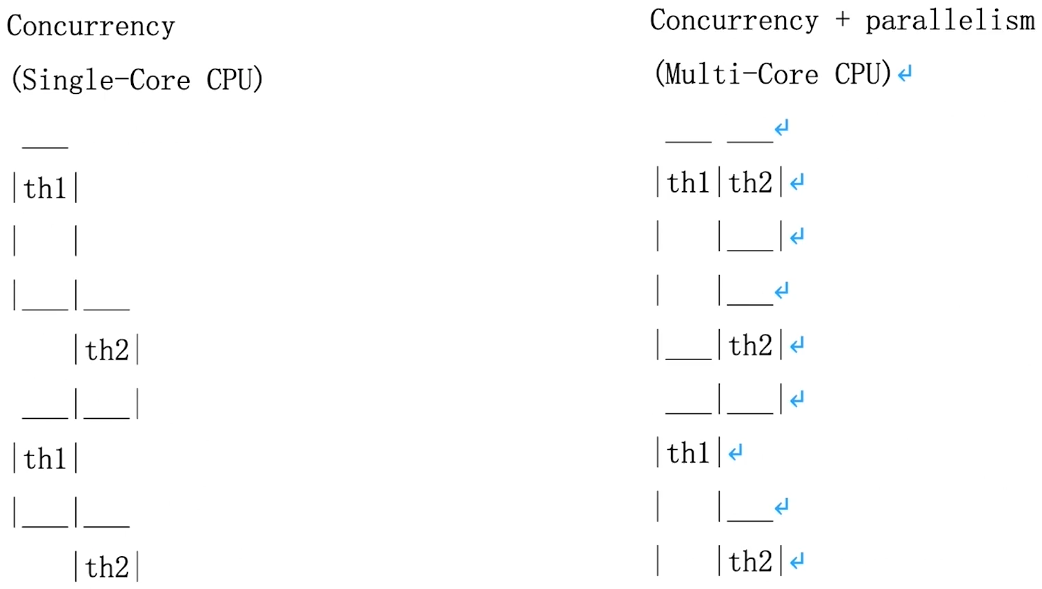 Concurrency
(Single-Core CPU)
 ___
|th1|
|   |
|___|___
    |th2|
 ___|___|
|th1|
|___|___
    |th2|
Concurrency + parallelism
(Multi-Core CPU)↵
 ___ ___↵
|th1|th2|↵
|   |___|↵
|   |___↵
|___|th2|↵
 ___|___|↵
|th1|↵
|   |___↵
|   |th2|↵